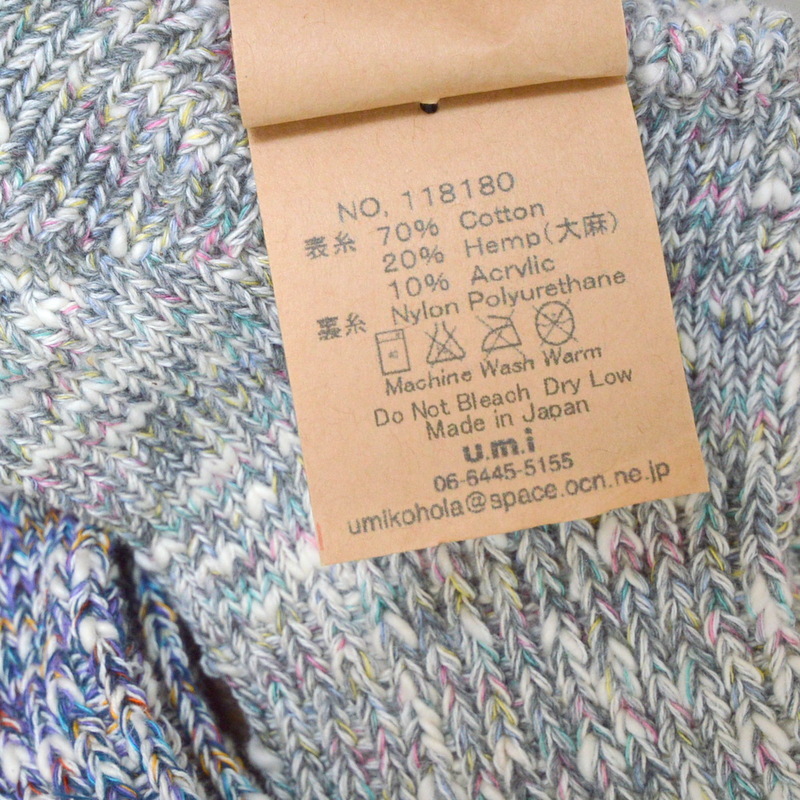 NO, 118180
表糸 70% Cotton
20% Hemp(大麻)
10% Acrylic
裏糸 Nylon Polyurethane
40
Machine Wash Warm
Do Not Bleach Dry Low
Made in Japan
u.m.i
06-6445-5155
umikohola@space.ocn.ne.jp